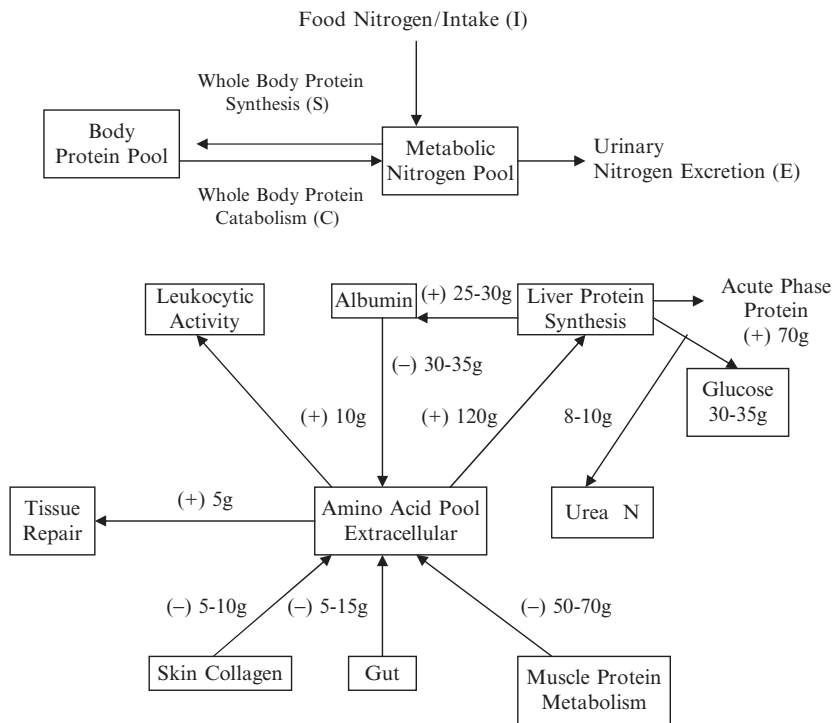 Food Nitrogen/Intake (I)
Whole Body Protein
Synthesis (S)
Body
Protein Pool
Metabolic
Nitrogen Pool
Urinary
Nitrogen Excretion (E)
Whole Body Protein
Catabolism (C)
Leukocytic
Activity
Albumin
(+) 25-30g
Liver Protein
Synthesis
Acute Phase
Protein
(+) 70g
(–) 30-35g
Glucose
30-35g
(+) 10g
(+) 120g
8-10g
Tissue
Repair
(+) 5g
Amino Acid Pool
Extracellular
Urea N
(–) 5-10g
(–) 5-15g
(–) 50-70g
Skin Collagen
Gut
Muscle Protein
Metabolism